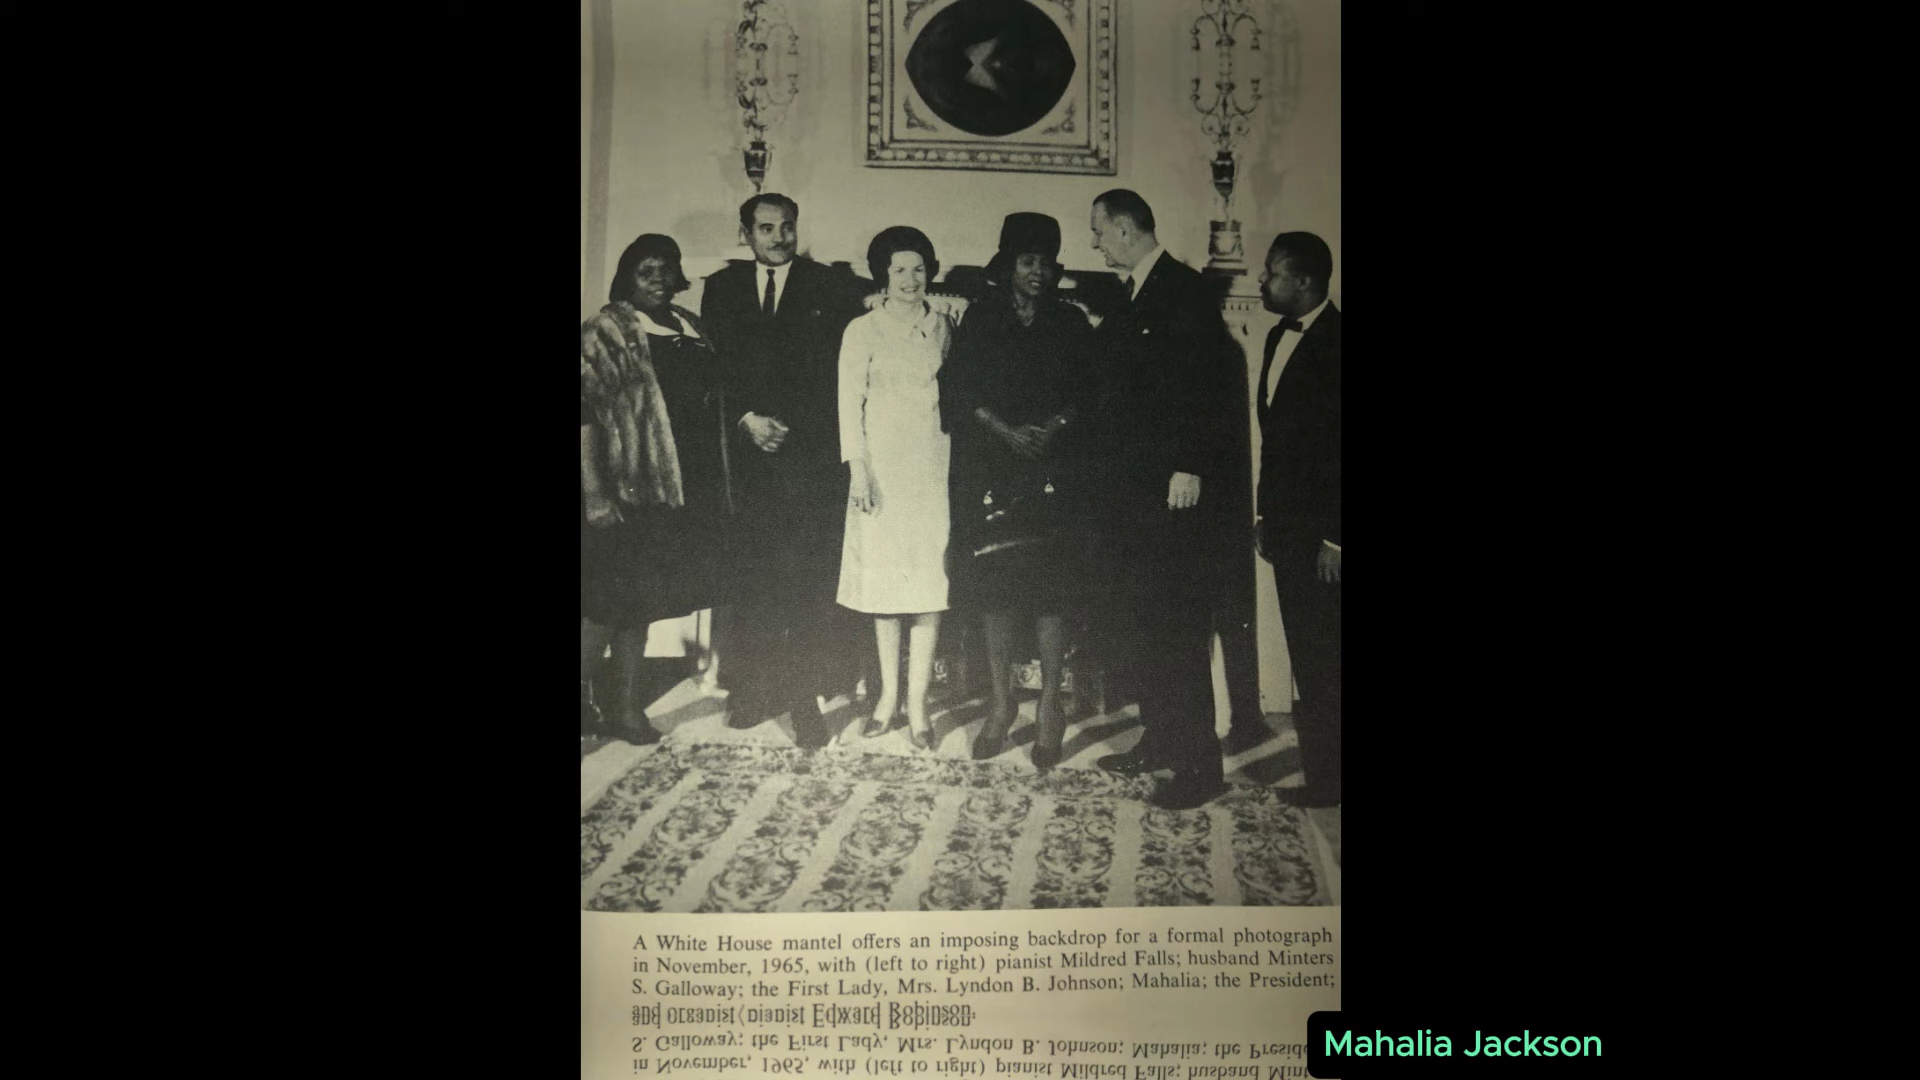 A White House mantel offers an imposing backdrop for a formal photograph
in November, 1965, with (left to right) pianist Mildred Falls; husband Minters
S. Galloway; the First Lady, Mrs. Lyndon B. Johnson; Mahalia; the President;
and organist/pianist Edward Robinson.
Mahalia Jackson